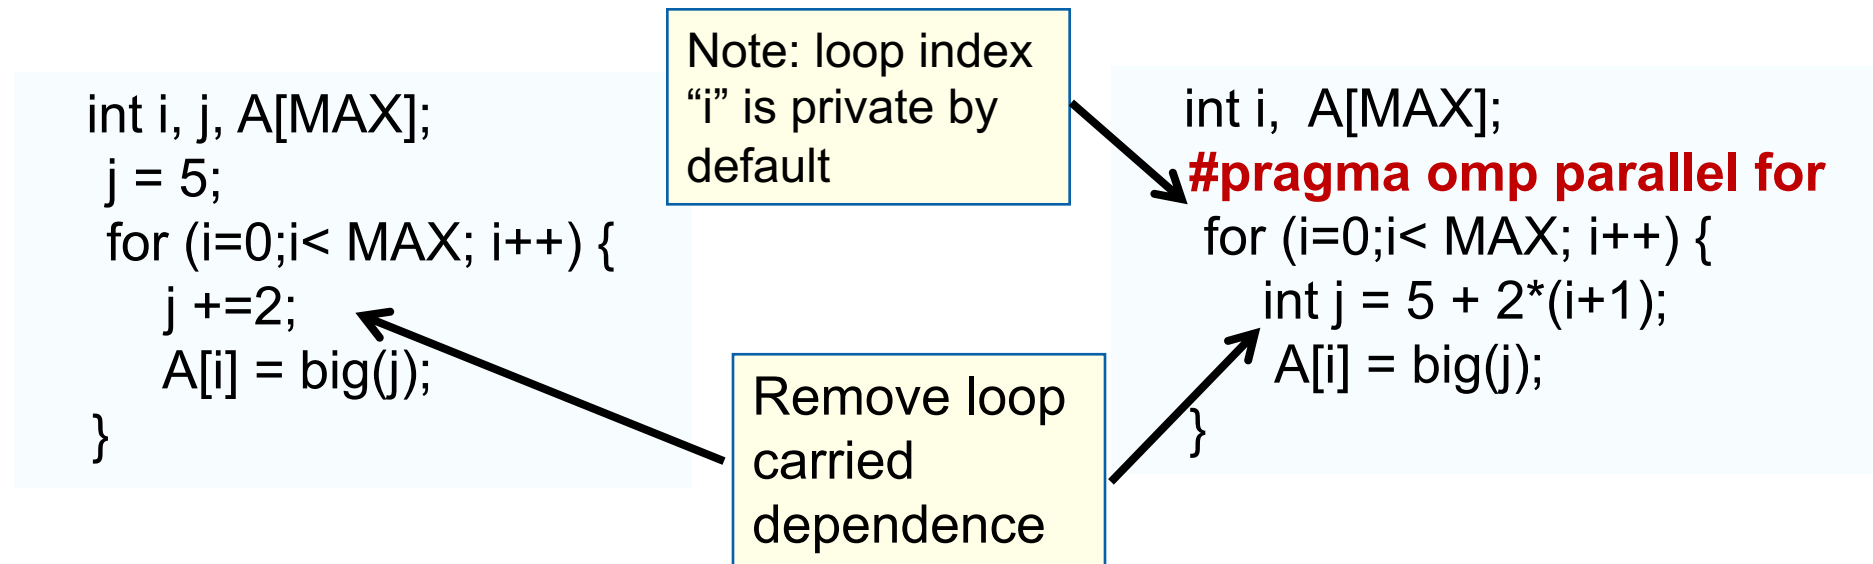 int i, j, A[MAX];
j = 5;
for (i=0;i< MAX; i++) {
j +=2;
A[i] = big(j);
}
Note: loop index
“i” is private by
default
Remove loop
carried
dependence
int i, A[MAX];
#pragma omp parallel for
for (i=0;i< MAX; i++) {
int j = 5 + 2*(i+1);
A[i] = big(j);
}